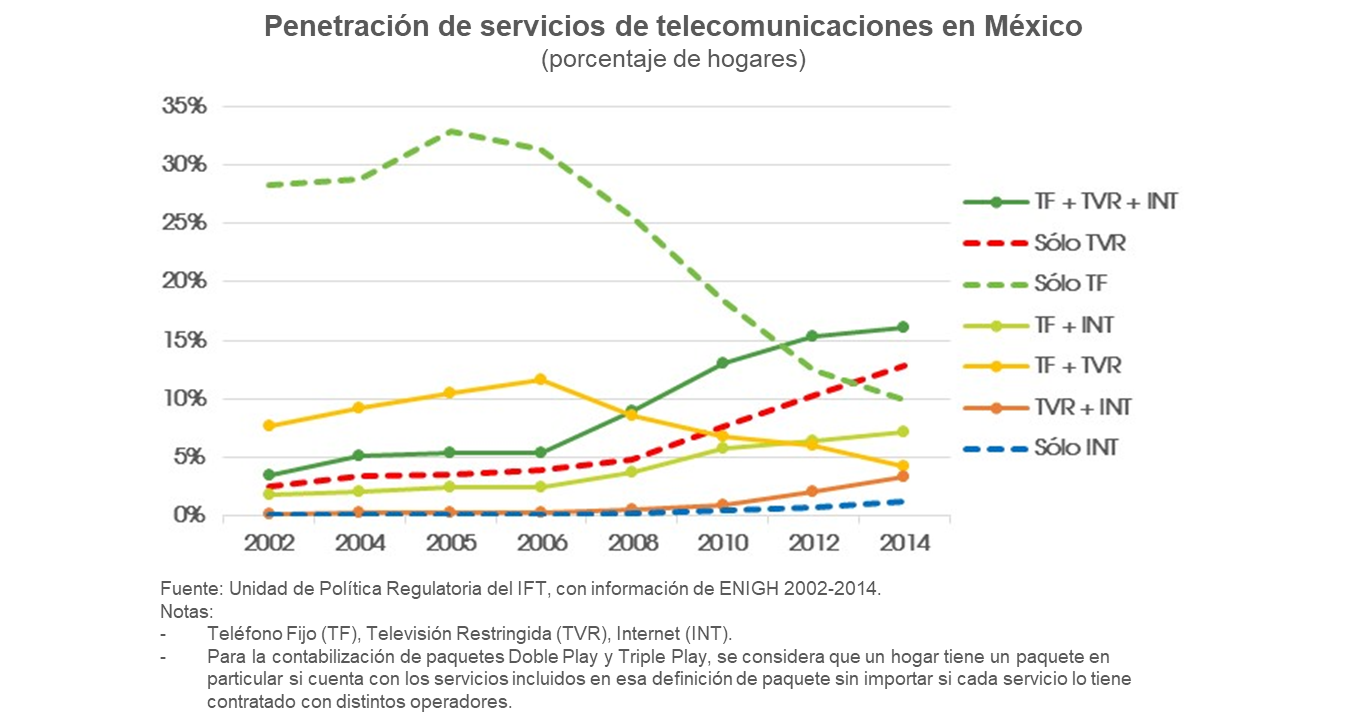 Penetración de servicios de telecomunicaciones en México
(porcentaje de hogares)
35%
30%
25%
20%
15%
10%
5%
0%
2002 2004 2005 2006 2008 2010 2012 2014
TF + TVR + INT
Sólo TVR
Sólo TF
TF + INT
TF + TVR
TVR + INT
Sólo INT
Fuente: Unidad de Política Regulatoria del IFT, con información de ENIGH 2002-2014.
Notas:
- Teléfono Fijo (TF), Televisión Restringida (TVR), Internet (INT).
- Para la contabilización de paquetes Doble Play y Triple Play, se considera que un hogar tiene un paquete en
particular si cuenta con los servicios incluidos en esa definición de paquete sin importar si cada servicio lo tiene
contratado con distintos operadores.